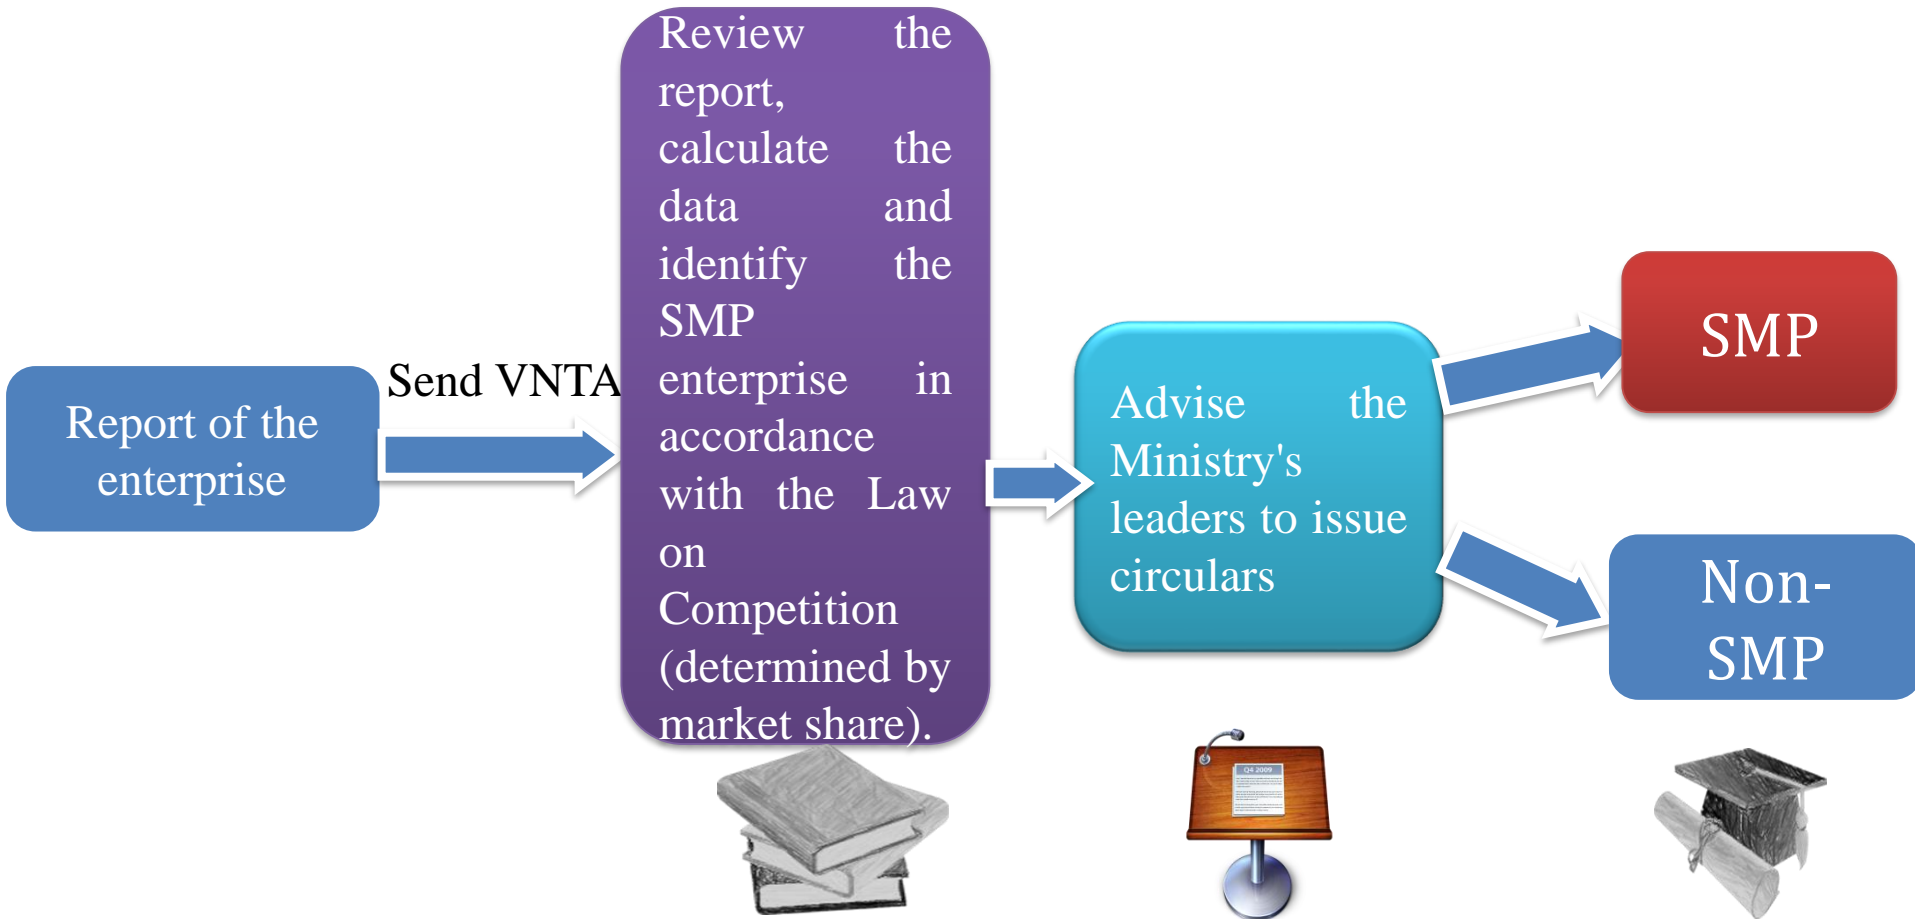 Report of the
enterprise
Send VNTA
Review the
report,
calculate the
data and
identify the
SMP
enterprise in
accordance
with the Law
on
Competition
(determined by
market share).
Advise the
Ministry's
leaders to issue
circulars
SMP
Non-
SMP
Q4 2009